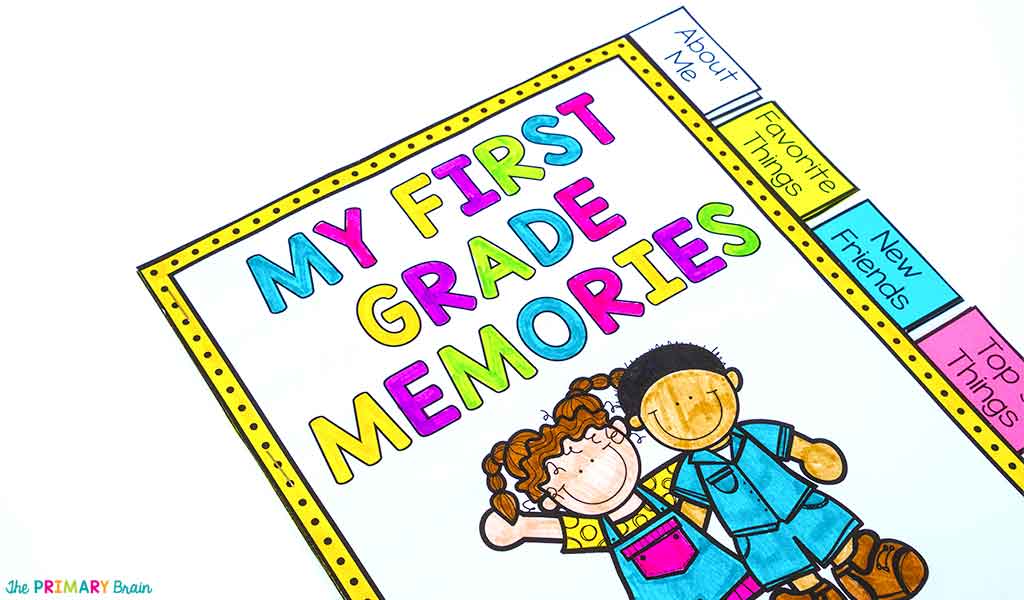 MY FIRST
GRADE
MEMORIES
About
Me
Favorite
Things
New
Friends
Top
Things
The PRIMARY Brain